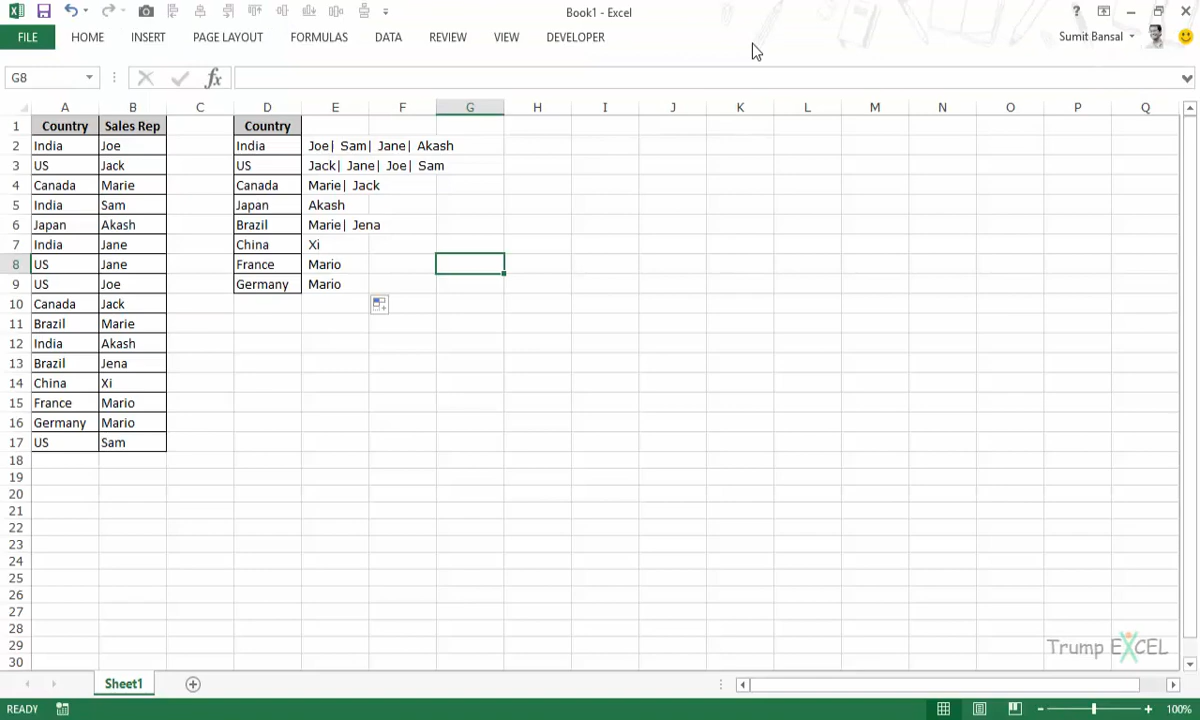 Book1 - Excel
?
FILE HOME INSERT PAGE LAYOUT FORMULAS DATA REVIEW VIEW DEVELOPER Sumit Bansal
G8 fx
A B C D E F G H I J K L M N O P Q
1 Country Sales Rep Country
2 India Joe India Joe| Sam| Jane| Akash
3 US Jack US Jack| Jane| Joe| Sam
4 Canada Marie Canada Marie| Jack
5 India Sam Japan Akash
6 Japan Akash Brazil Marie| Jena
7 India Jane China Xi
8 US Jane France Mario
9 US Joe Germany Mario
10 Canada Jack
11 Brazil Marie
12 India Akash
13 Brazil Jena
14 China Xi
15 France Mario
16 Germany Mario
17 US Sam
18
19
20
21
22
23
24
25
26
27
28
29
30
Trump EXCEL
Sheet1
READY 100%